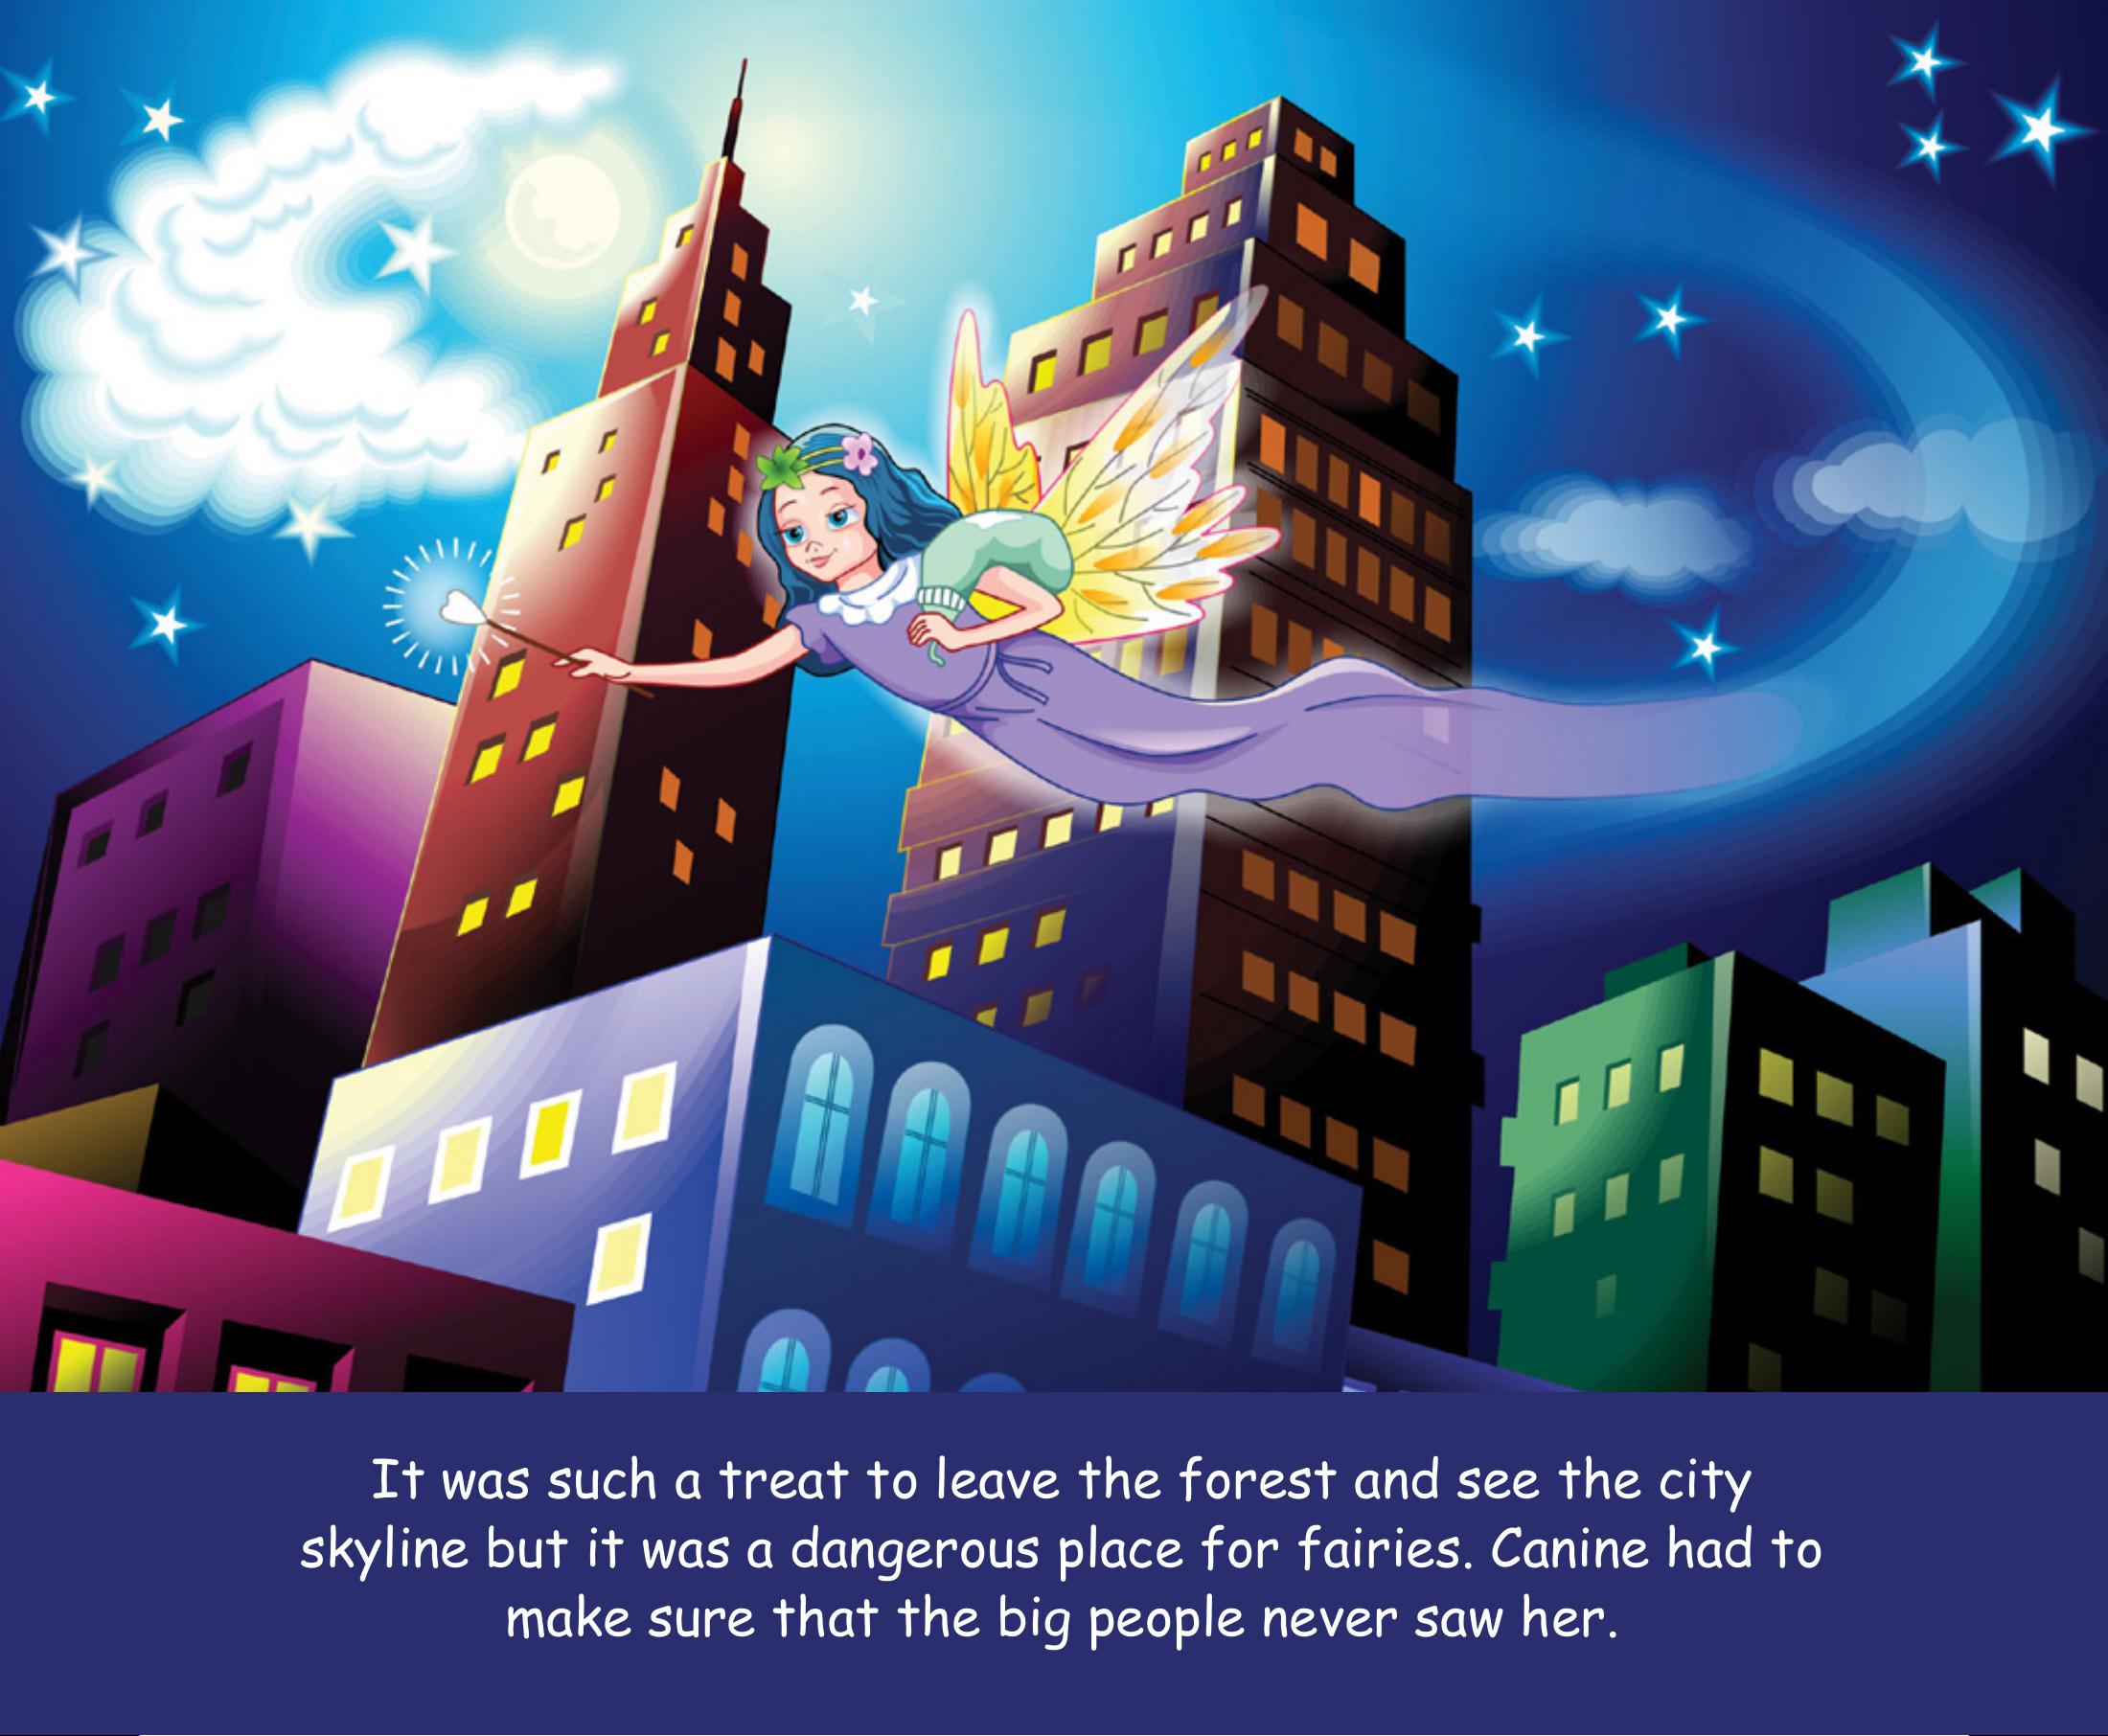 It was such a treat to leave the forest and see the city
skyline but it was a dangerous place for fairies. Canine had to
make sure that the big people never saw her.